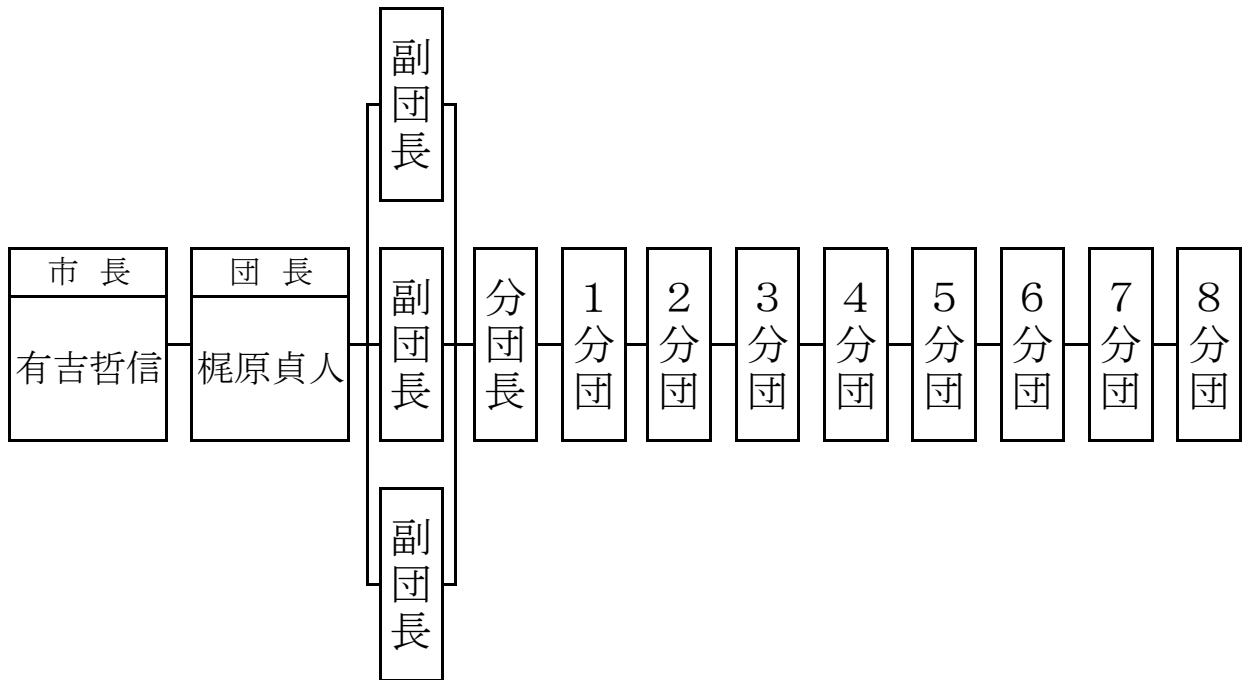 副団長
市 長
有吉哲信
団 長
梶原貞人
副団長
分団長
１分団
２分団
３分団
４分団
５分団
６分団
７分団
８分団
副団長